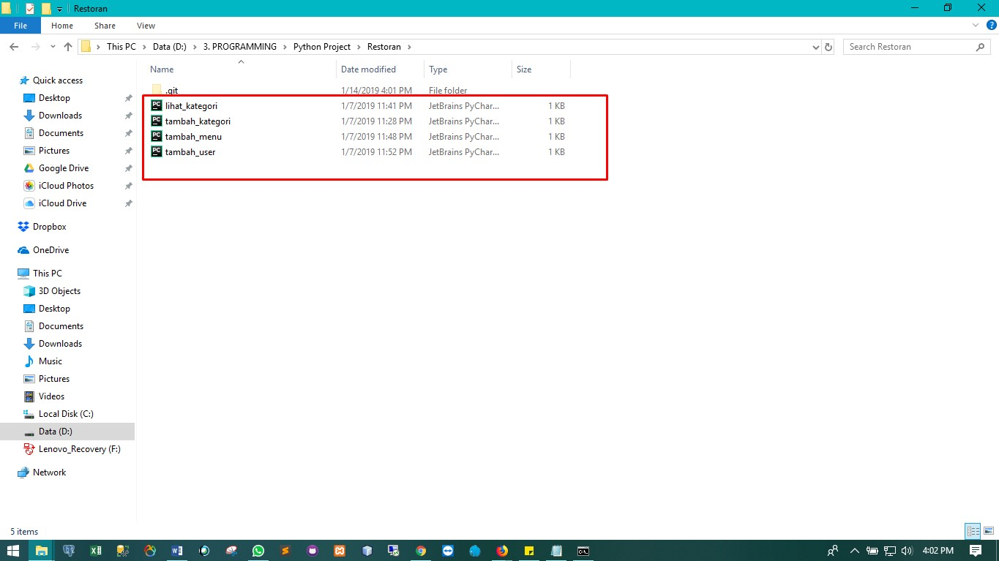 Restoran
File Home Share View
This PC Data (D:) 3. PROGRAMMING Python Project Restoran Search Restoran
Name Date modified Type Size
.git 1/14/2019 4:01 PM File folder
PC lihat_kategori 1/7/2019 11:41 PM JetBrains PyChar... 1 KB
PC tambah_kategori 1/7/2019 11:28 PM JetBrains PyChar... 1 KB
PC tambah_menu 1/7/2019 11:48 PM JetBrains PyChar... 1 KB
PC tambah_user 1/7/2019 11:52 PM JetBrains PyChar... 1 KB
Quick access
Desktop
Downloads
Documents
Pictures
Google Drive
iCloud Photos
iCloud Drive
Dropbox
OneDrive
This PC
3D Objects
Desktop
Documents
Downloads
Music
Pictures
Videos
Local Disk (C:)
Data (D:)
Lenovo_Recovery (F:)
Network
5 items
4:02 PM